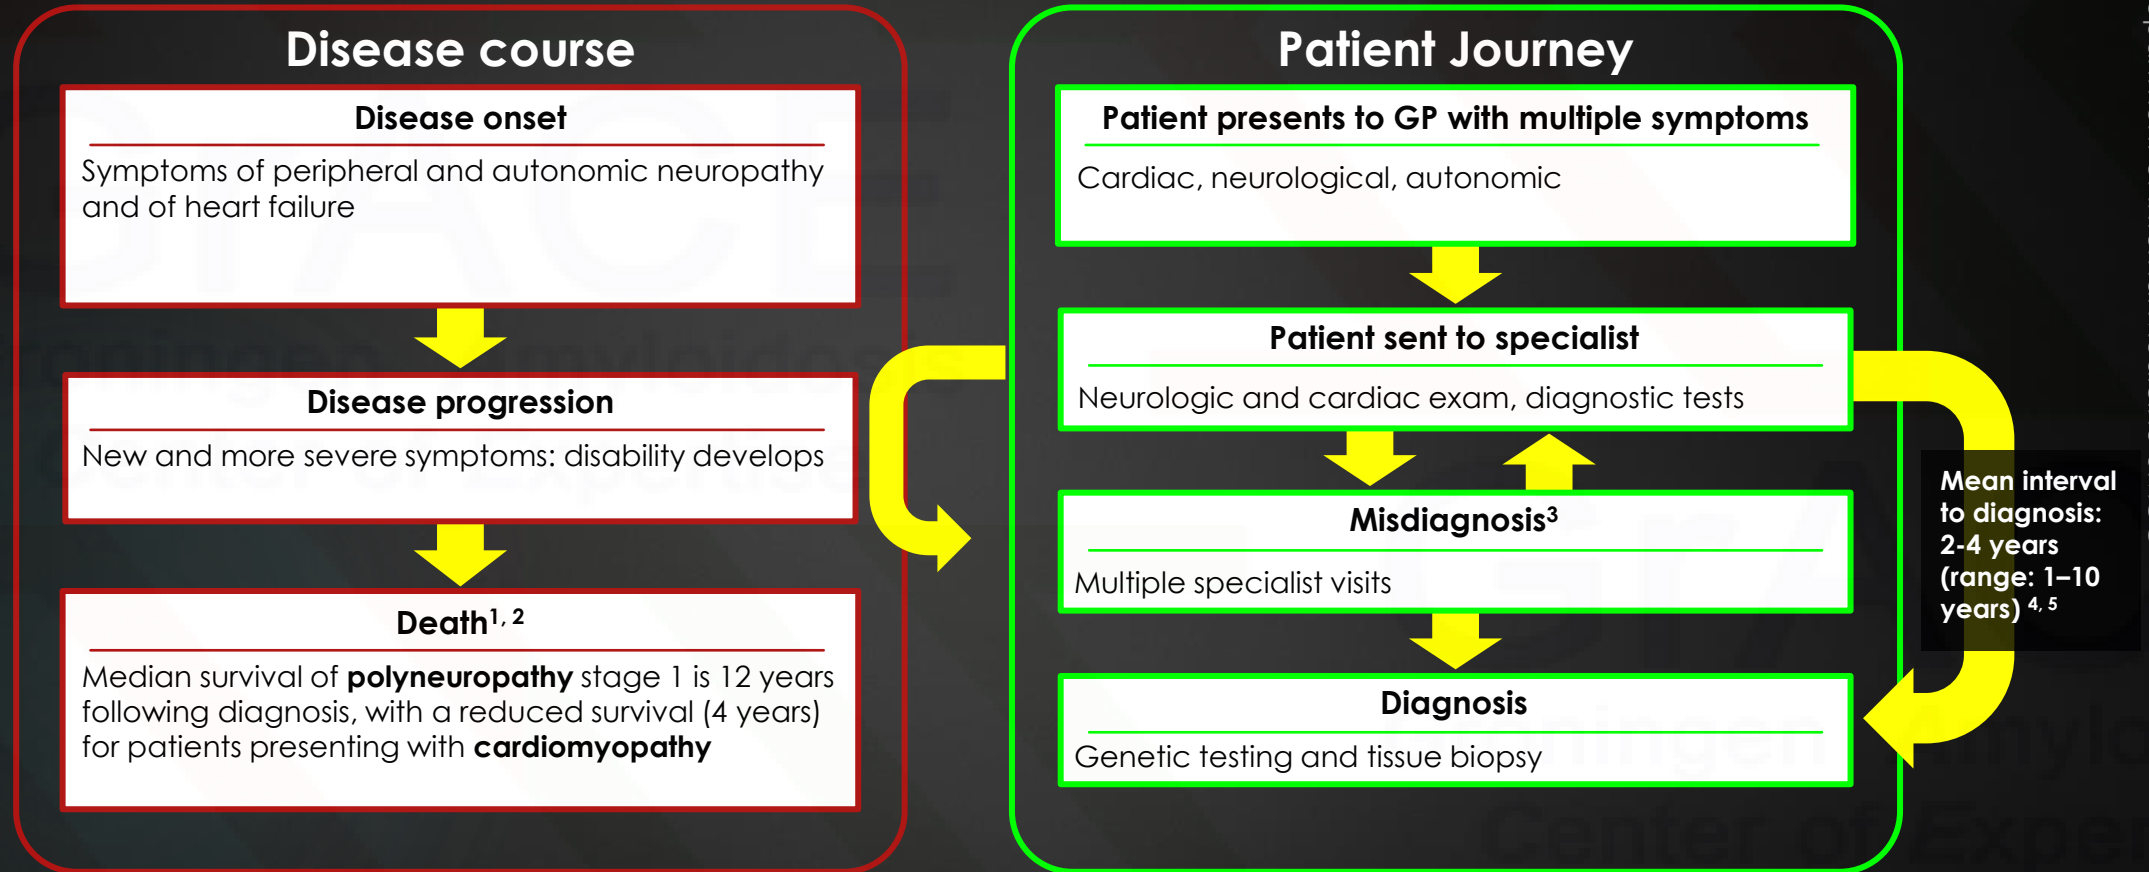 Disease course
Disease onset
Symptoms of peripheral and autonomic neuropathy
and of heart failure
Disease progression
New and more severe symptoms: disability develops
Death1, 2
Median survival of polyneuropathy stage 1 is 12 years
following diagnosis, with a reduced survival (4 years)
for patients presenting with cardiomyopathy
Patient Journey
Patient presents to GP with multiple symptoms
Cardiac, neurological, autonomic
Patient sent to specialist
Neurologic and cardiac exam, diagnostic tests
Misdiagnosis3
Multiple specialist visits
Diagnosis
Genetic testing and tissue biopsy
Mean interval
to diagnosis:
2-4 years
(range: 1–10
years) 4, 5